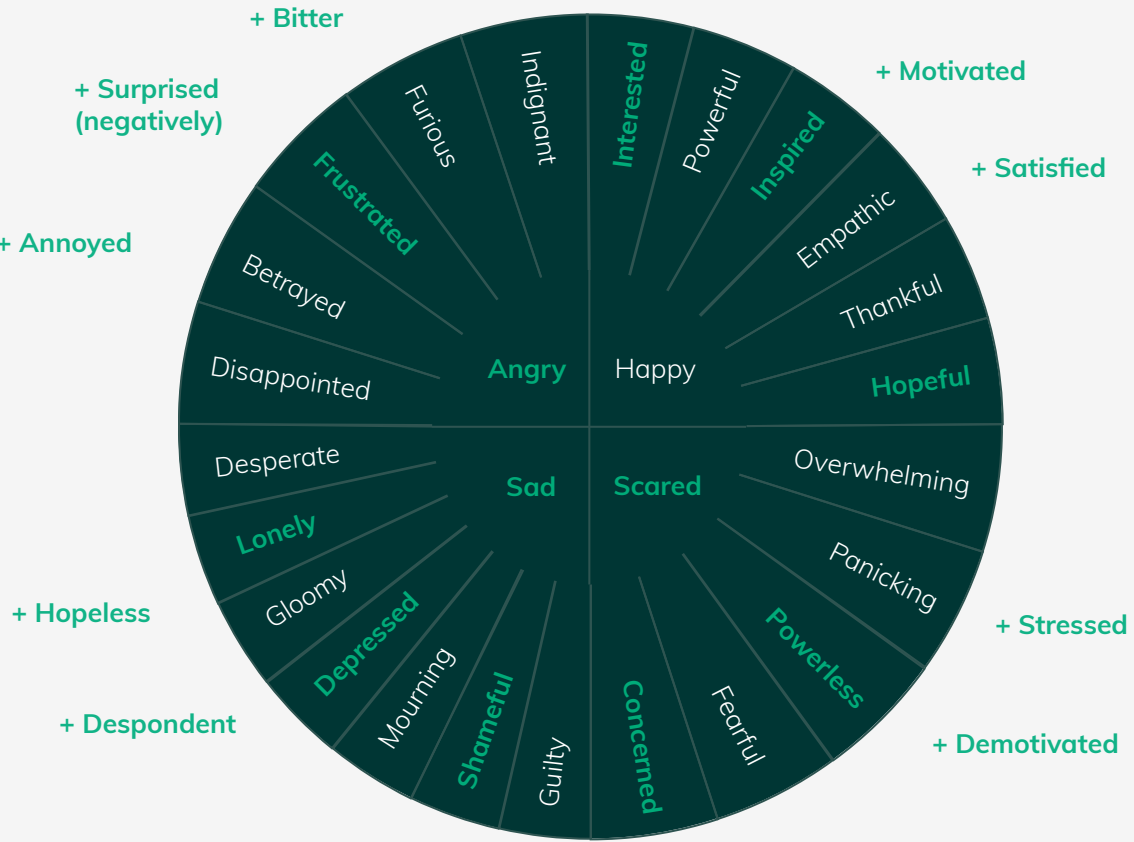 + Bitter
+ Motivated
+ Surprised
(negatively)
+ Satisfied
+ Annoyed
+ Hopeless
+ Stressed
+ Despondent
+ Demotivated
Angry
Happy
Sad
Scared
Interested
Powerful
Inspired
Empathic
Thankful
Hopeful
Overwhelming
Panicking
Powerless
Fearful
Concerned
Guilty
Shameful
Mourning
Depressed
Gloomy
Lonely
Desperate
Disappointed
Betrayed
Frustrated
Furious
Indignant